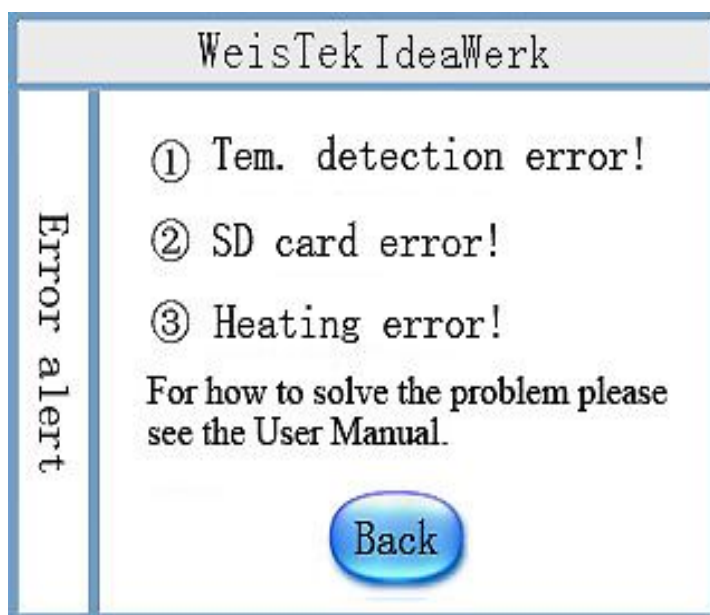 WeisTek IdeaWerk
Error alert
① Tem. detection error!
② SD card error!
③ Heating error!
For how to solve the problem please
see the User Manual.
Back